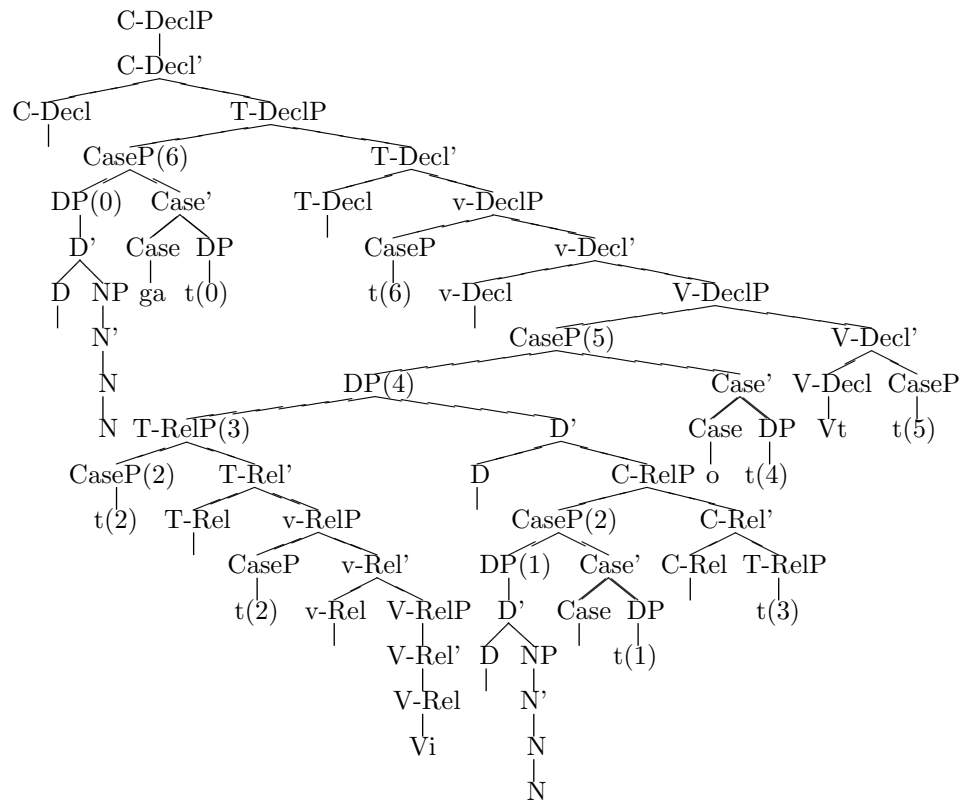 C-DeclP
C-Decl'
C-Decl T-DeclP
CaseP(6) T-Decl'
DP(0) Case' T-Decl v-DeclP
D' Case DP CaseP v-Decl'
D NP ga t(0) t(6) v-Decl V-DeclP
N' CaseP(5) V-Decl'
N DP(4) Case' V-Decl CaseP
N T-RelP(3) D' Case DP Vt t(5)
CaseP(2) T-Rel' D C-RelP o t(4)
t(2) T-Rel v-RelP CaseP(2) C-Rel'
CaseP v-Rel' DP(1) Case' C-Rel T-RelP
t(2) v-Rel V-RelP D' Case DP t(3)
V-Rel' D NP t(1)
V-Rel N'
Vi N
N